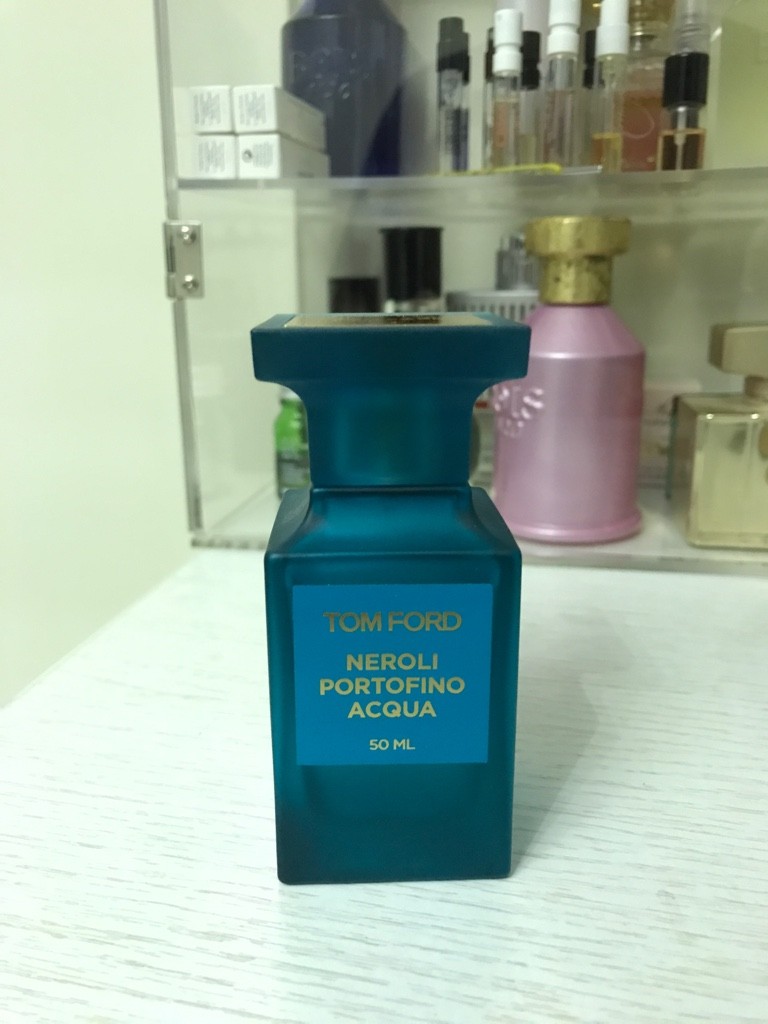 TOM FORD
NEROLI
PORTOFINO
ACQUA
50 ML